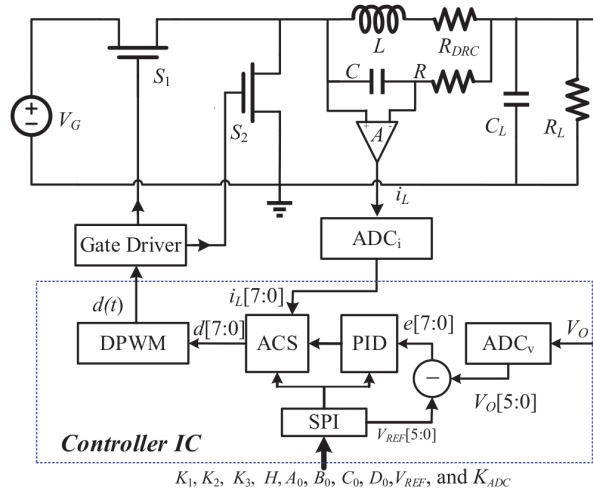 L
R_DRC
S_1
C
R
V_G
S_2
+ A -
C_L
R_L
i_L
ADC_i
Gate Driver
d(t)
i_L[7:0]
d[7:0]
e[7:0]
V_O
DPWM
ACS
PID
ADC_v
−
V_O[5:0]
SPI
V_REF[5:0]
Controller IC
K_1, K_2, K_3, H, A_0, B_0, C_0, D_0, V_REF, and K_ADC